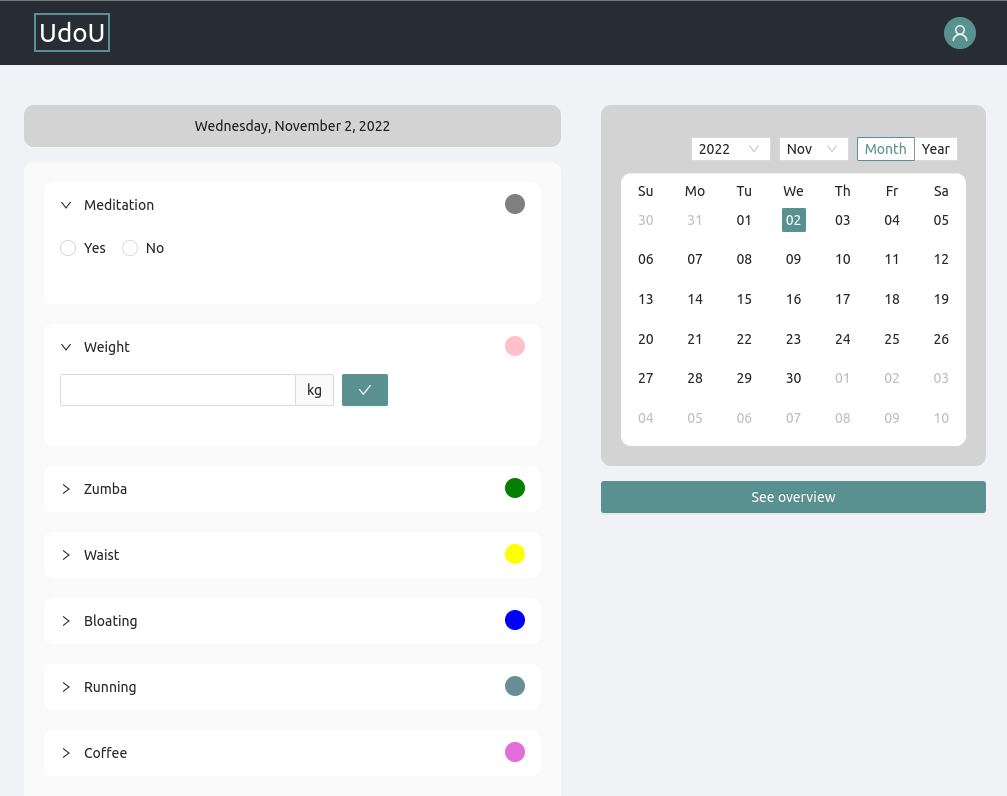 UdoU
Wednesday, November 2, 2022
Meditation
Yes No
Weight
kg
Zumba
Waist
Bloating
Running
Coffee
2022 Nov Month Year
Su Mo Tu We Th Fr Sa
30 31 01 02 03 04 05
06 07 08 09 10 11 12
13 14 15 16 17 18 19
20 21 22 23 24 25 26
27 28 29 30 01 02 03
04 05 06 07 08 09 10
See overview